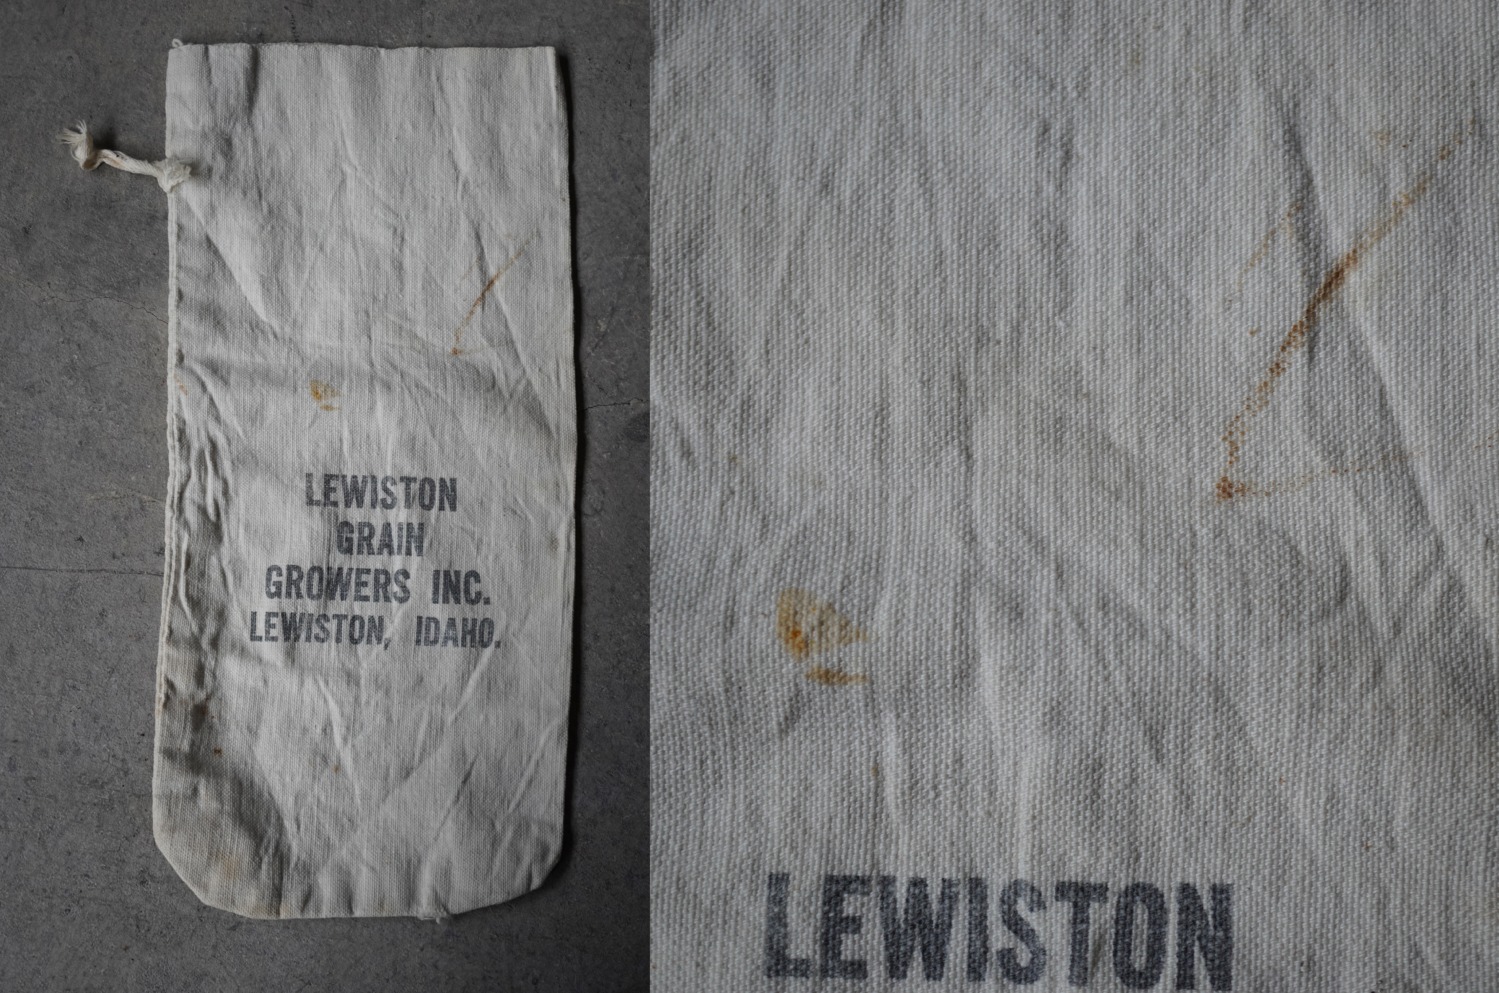 LEWISTON
GRAIN
GROWERS INC.
LEWISTON, IDAHO.
LEWISTON